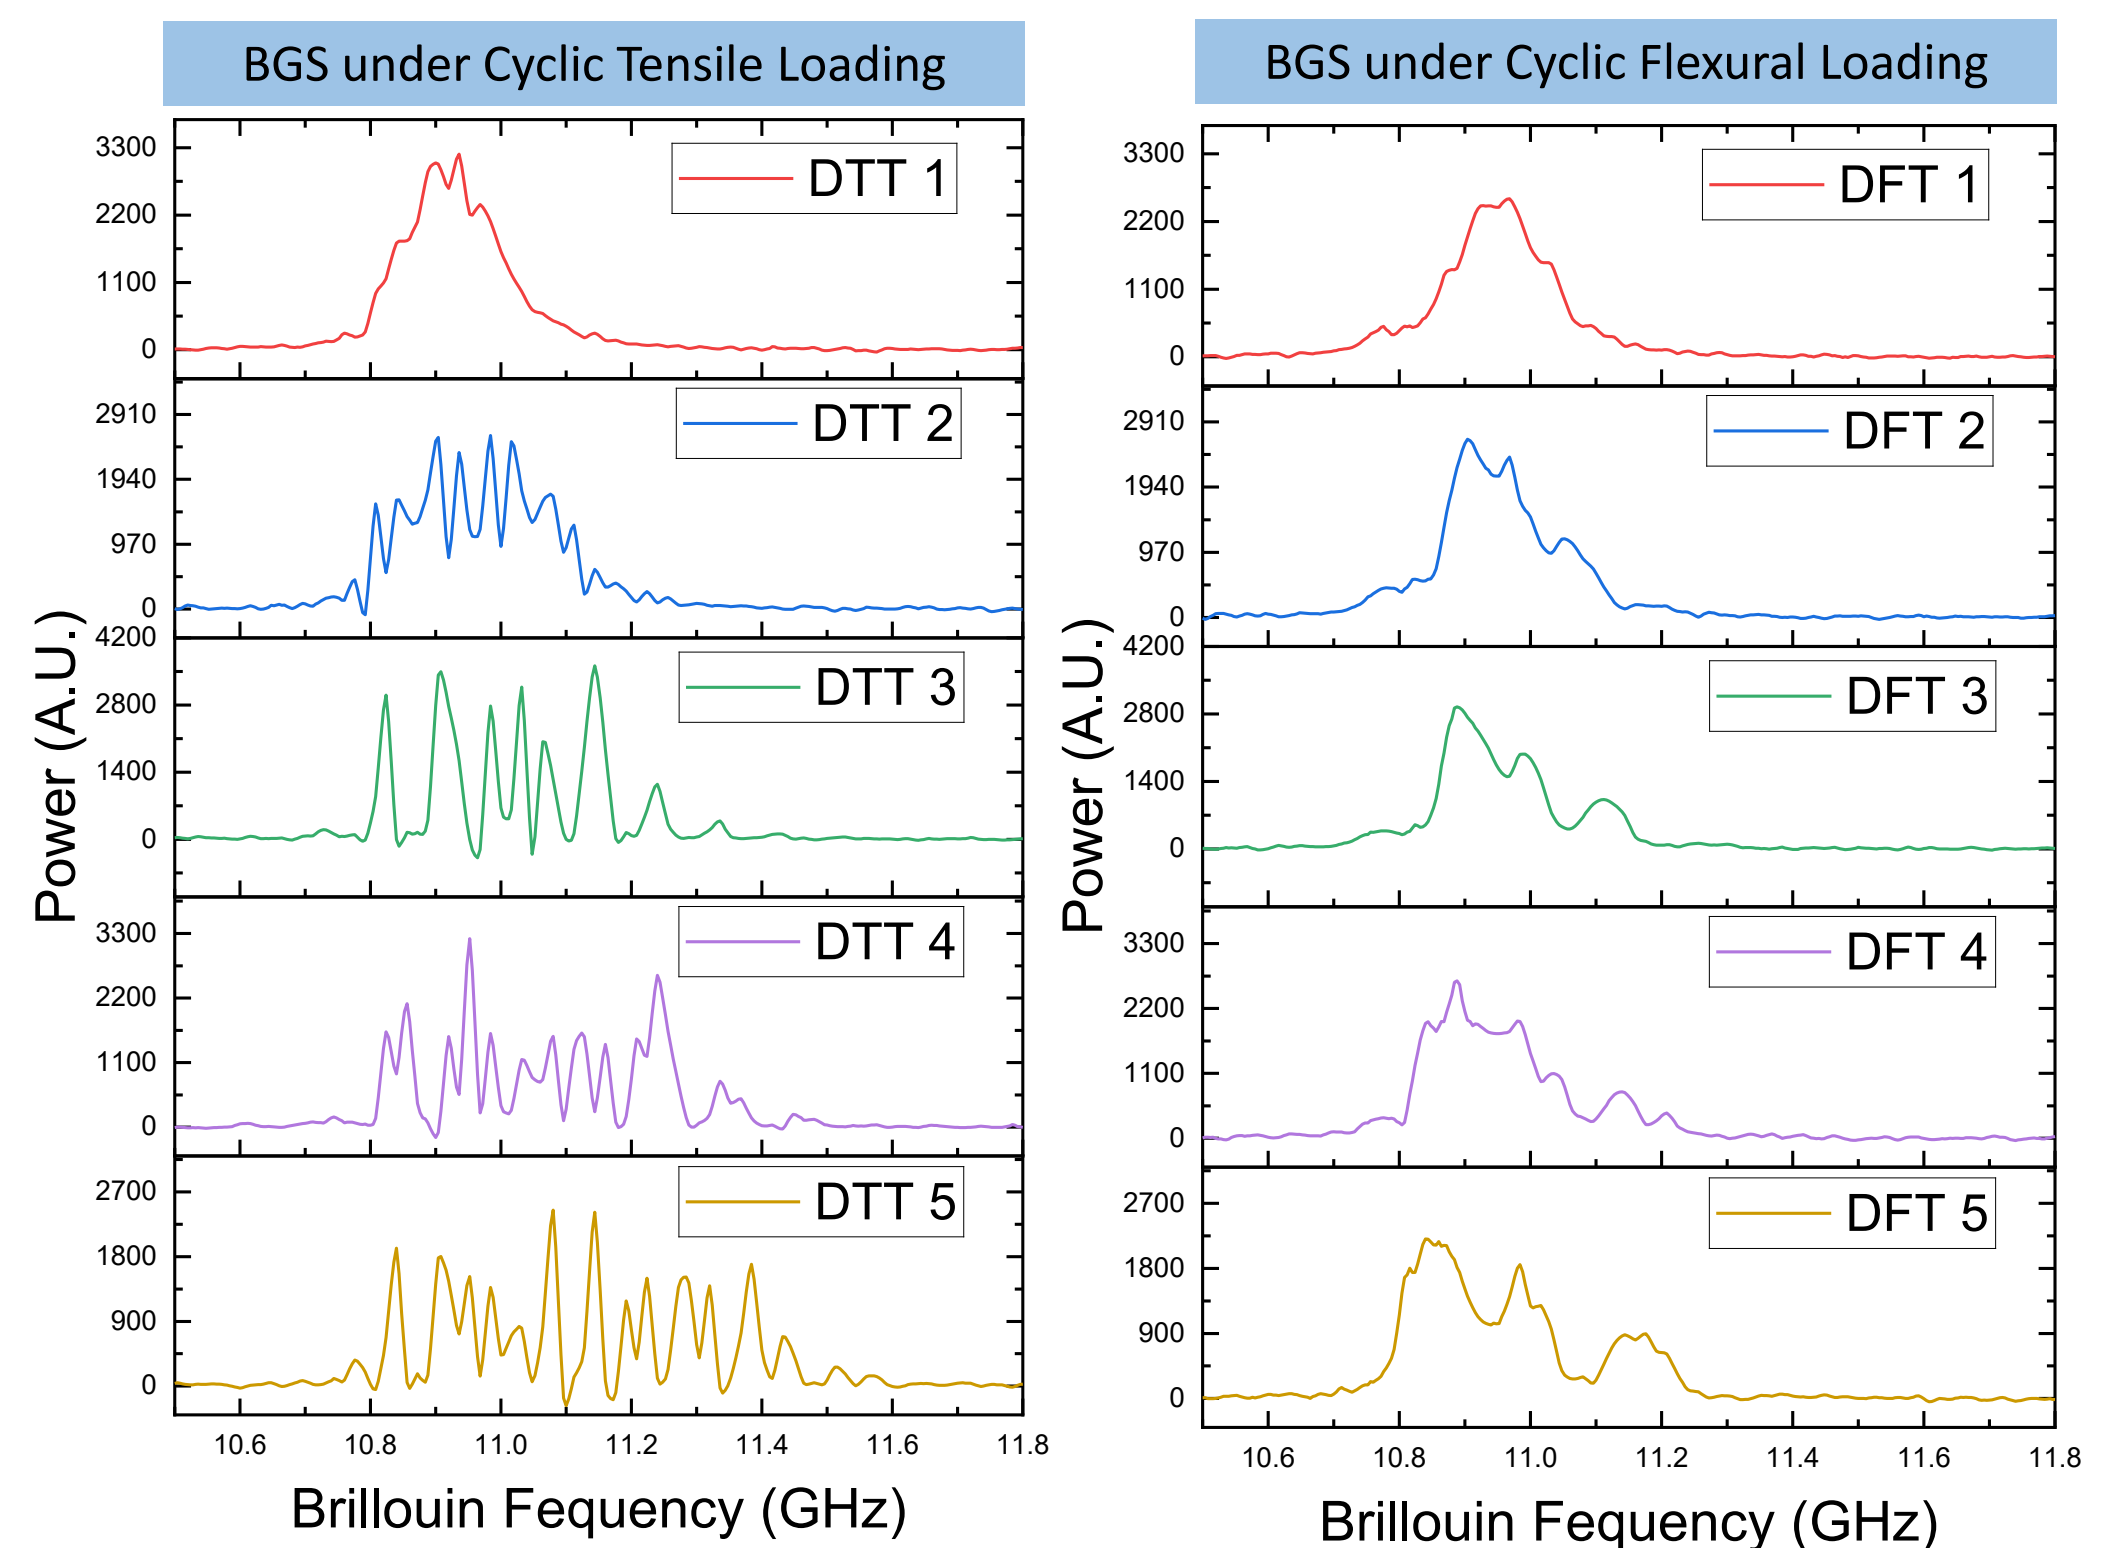 BGS under Cyclic Tensile Loading
DTT 1
3300
2200
1100
0
DTT 2
2910
1940
970
0
DTT 3
4200
2800
1400
0
DTT 4
3300
2200
1100
0
DTT 5
2700
1800
900
0
10.6 10.8 11.0 11.2 11.4 11.6 11.8
Power (A.U.)
Brillouin Fequency (GHz)
BGS under Cyclic Flexural Loading
DFT 1
3300
2200
1100
0
DFT 2
2910
1940
970
0
DFT 3
4200
2800
1400
0
DFT 4
3300
2200
1100
0
DFT 5
2700
1800
900
0
10.6 10.8 11.0 11.2 11.4 11.6 11.8
Power (A.U.)
Brillouin Fequency (GHz)